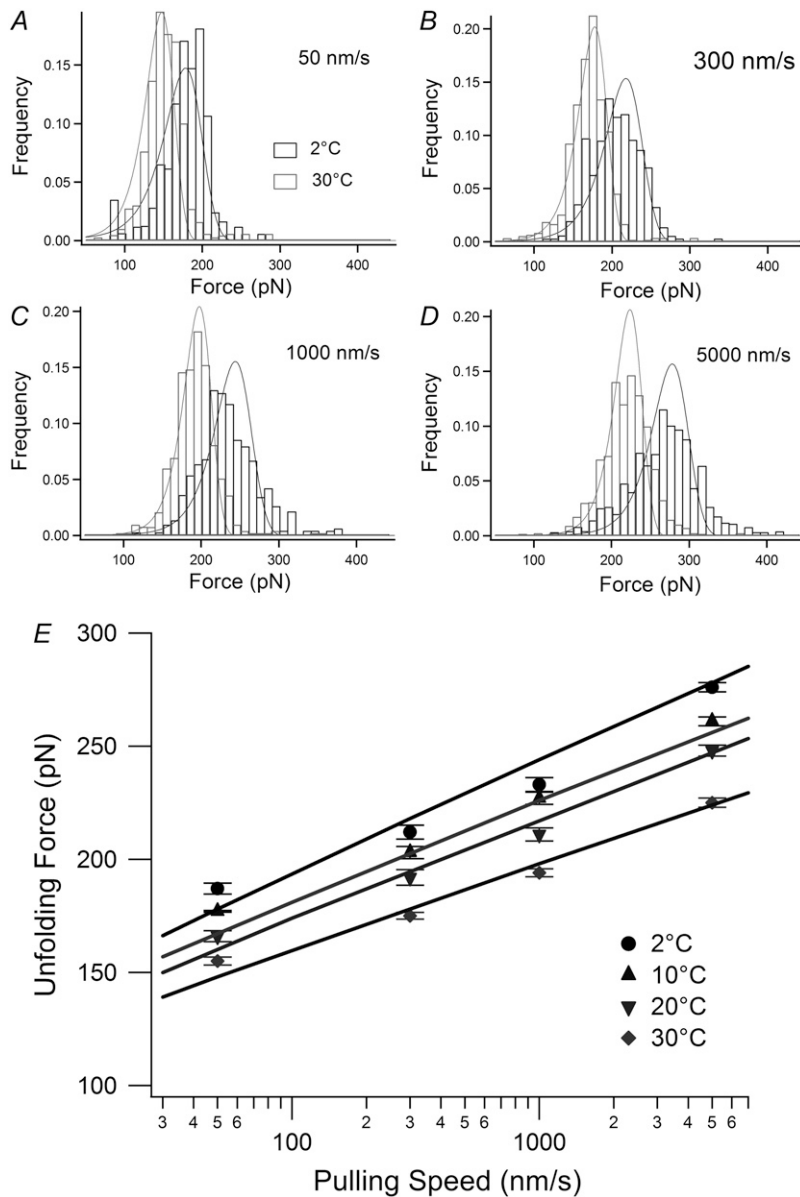 A
50 nm/s
2°C
30°C
Frequency
0.15
0.10
0.05
0.00
100 200 300 400
Force (pN)
B
300 nm/s
Frequency
0.20
0.15
0.10
0.05
0.00
100 200 300 400
Force (pN)
C
1000 nm/s
Frequency
0.20
0.15
0.10
0.05
0.00
100 200 300 400
Force (pN)
D
5000 nm/s
Frequency
0.20
0.15
0.10
0.05
0.00
100 200 300 400
Force (pN)
E
300
250
200
150
100
Unfolding Force (pN)
2°C
10°C
20°C
30°C
3 4 5 6 2 3 4 5 6 2 3 4 5 6
100 1000
Pulling Speed (nm/s)